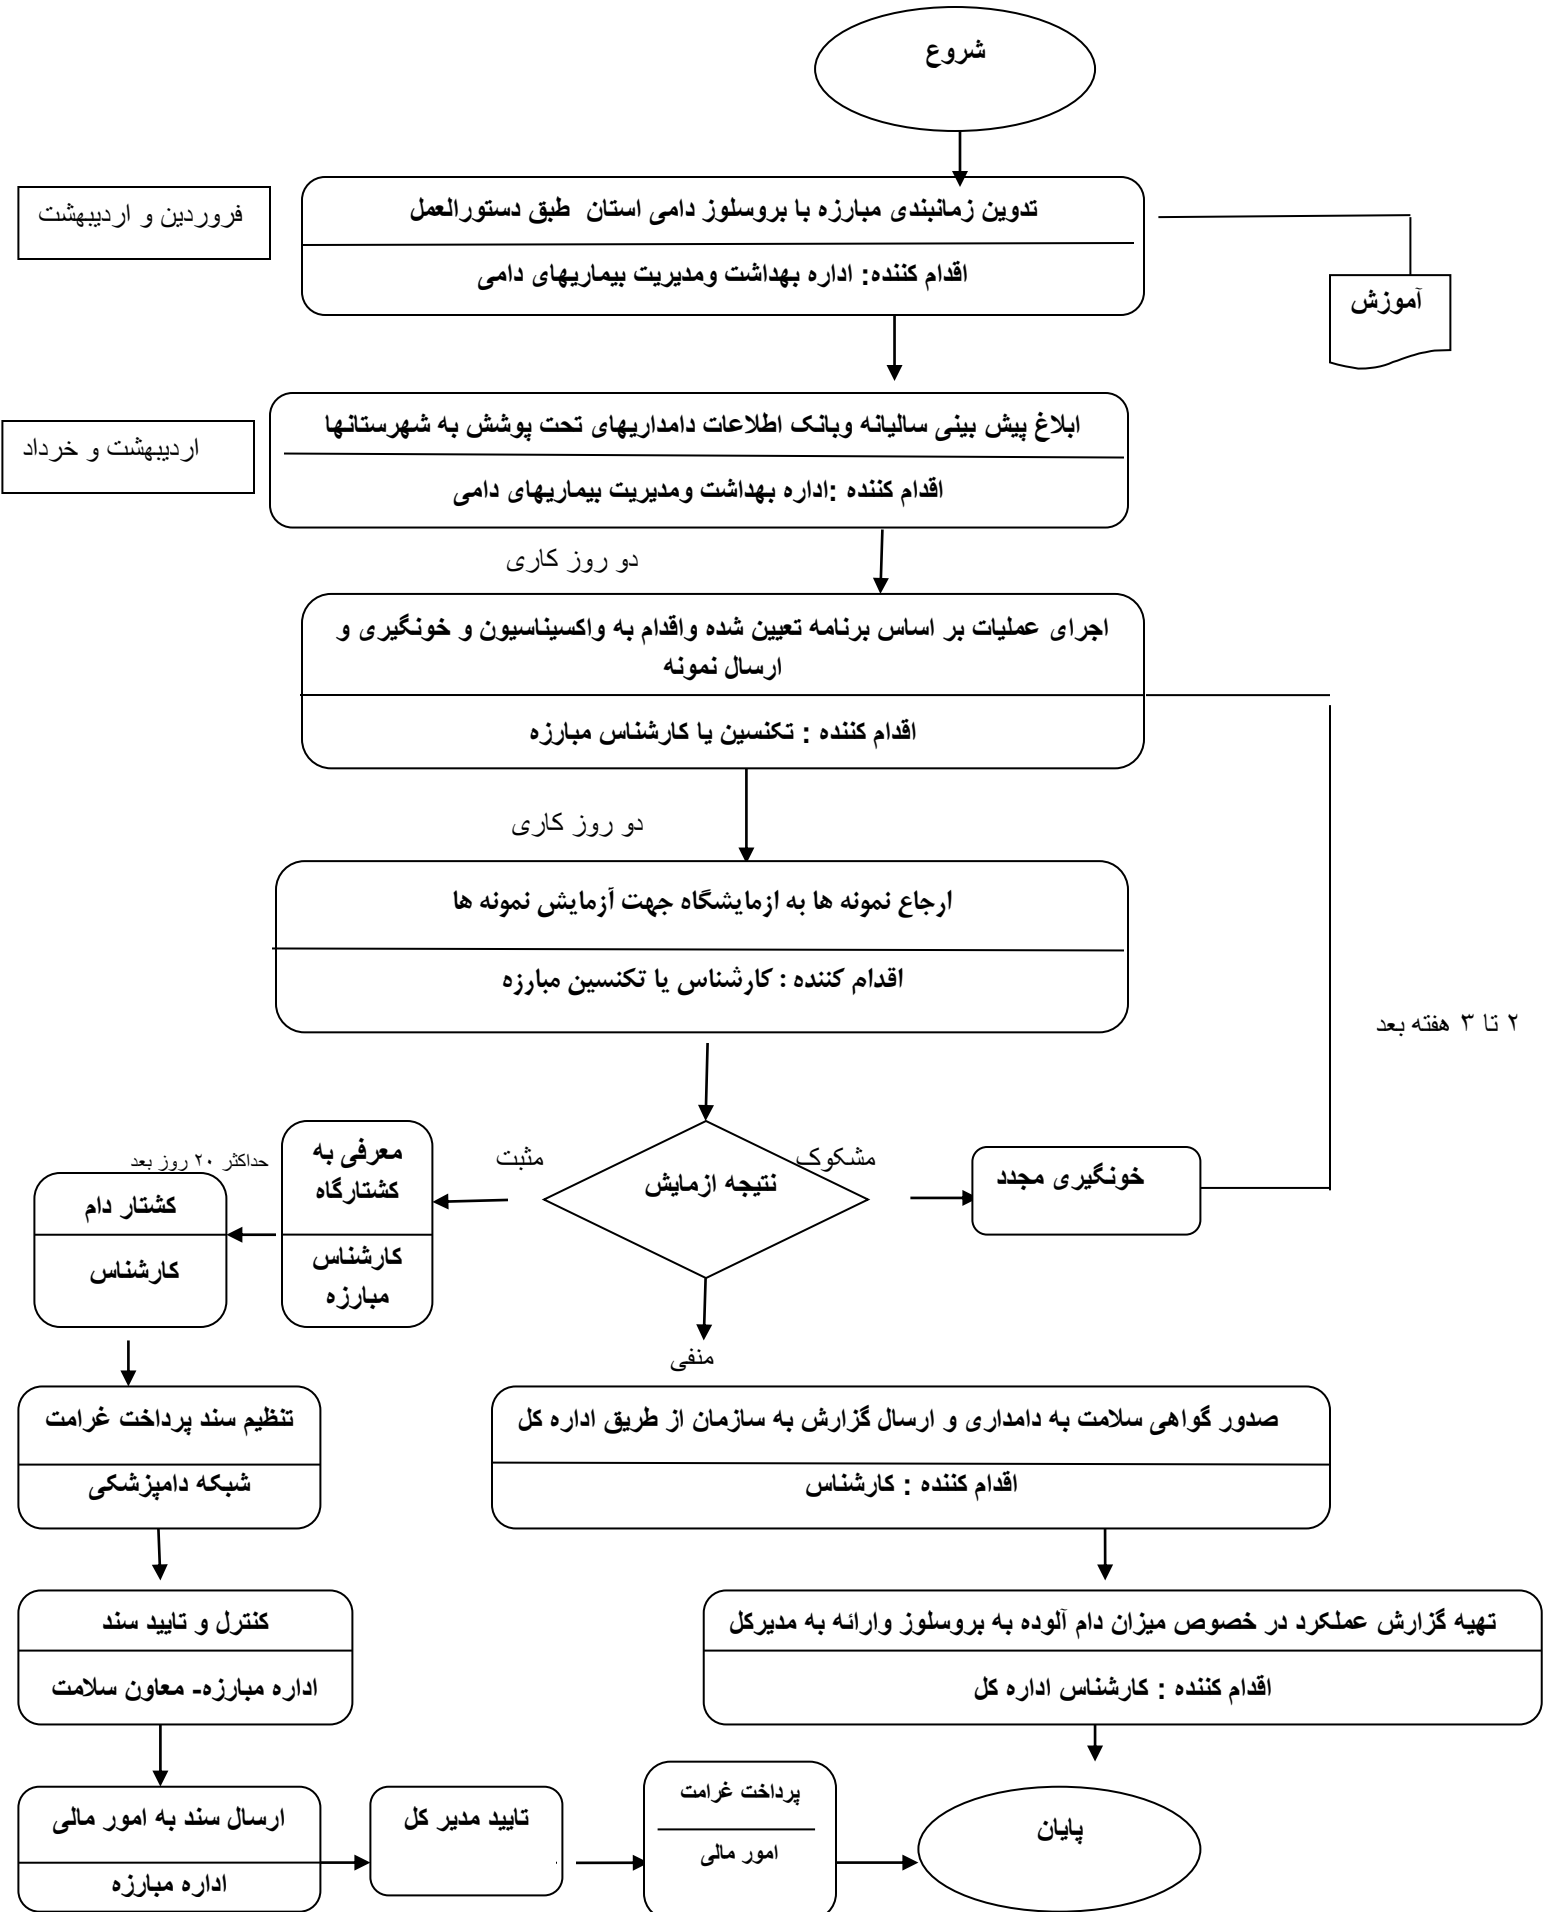 شروع
تدوین زمانبندی مبارزه با بروسلوز دامی استان طبق دستورالعمل
فروردین و اردیبهشت
اقدام کننده: اداره بهداشت ومدیریت بیماریهای دامی
آموزش
ابلاغ پیش بینی سالیانه وبانک اطلاعات دامداریهای تحت پوشش به شهرستانها
اردیبهشت و خرداد
اقدام کننده :اداره بهداشت ومدیریت بیماریهای دامی
دو روز کاری
اجرای عملیات بر اساس برنامه تعیین شده واقدام به واکسیناسیون و خونگیری و
ارسال نمونه
اقدام کننده : تکنسین یا کارشناس مبارزه
دو روز کاری
ارجاع نمونه ها به ازمایشگاه جهت آزمایش نمونه ها
اقدام کننده : کارشناس یا تکنسین مبارزه
۲ تا ۳ هفته بعد
خونگیری مجدد
مشکوک
نتیجه ازمایش
مثبت
معرفی به
کشتارگاه
کارشناس
مبارزه
حداکثر ۲۰ روز بعد
کشتار دام
کارشناس
منفی
صدور گواهی سلامت به دامداری و ارسال گزارش به سازمان از طریق اداره کل
اقدام کننده : کارشناس
تنظیم سند پرداخت غرامت
شبکه دامپزشکی
تهیه گزارش عملکرد در خصوص میزان دام آلوده به بروسلوز وارائه به مدیرکل
اقدام کننده : کارشناس اداره کل
کنترل و تایید سند
اداره مبارزه- معاون سلامت
ارسال سند به امور مالی
اداره مبارزه
تایید مدیر کل
پرداخت غرامت
امور مالی
پایان